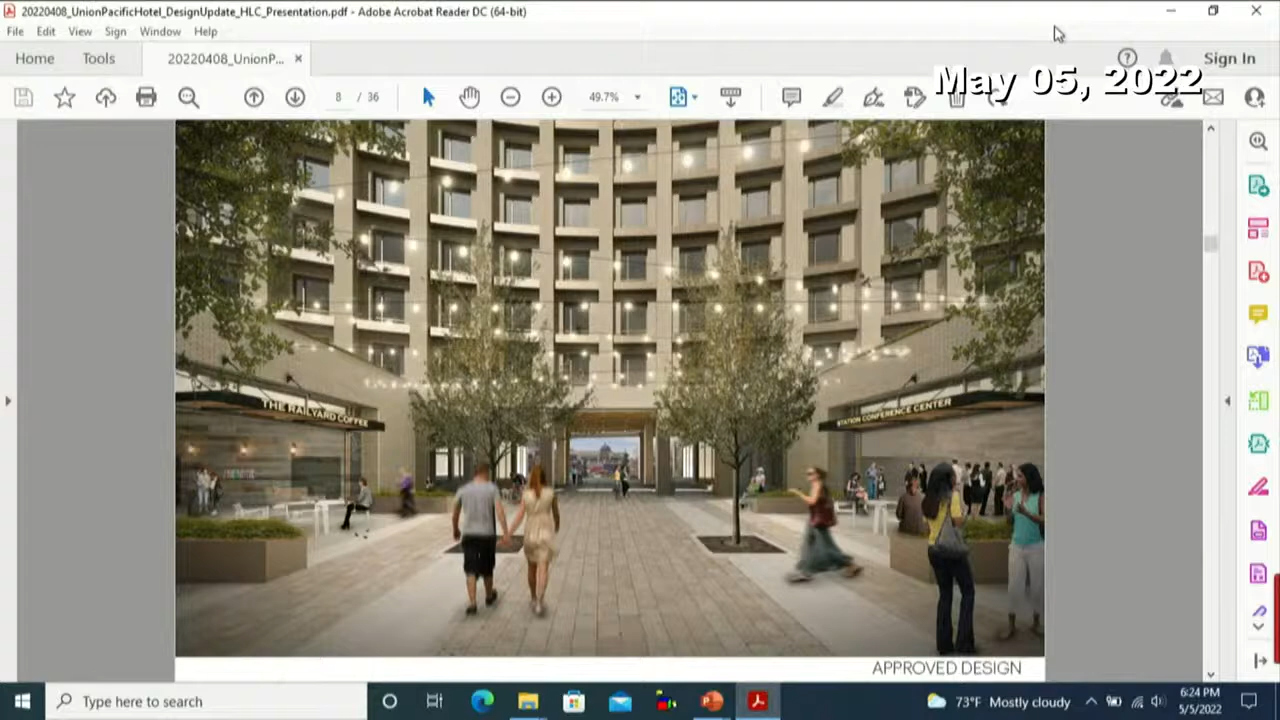 20220408_UnionPacificHotel_DesignUpdate_HLC_Presentation.pdf - Adobe Acrobat Reader DC (64-bit)
File Edit View Sign Window Help
Home Tools 20220408_UnionP... × Sign In
May 05, 2022
8 / 36 49.7%
THE RAILYARD COFFEE
STATION CONFERENCE CENTER
APPROVED DESIGN
Type here to search
73°F Mostly cloudy
6:24 PM
5/5/2022